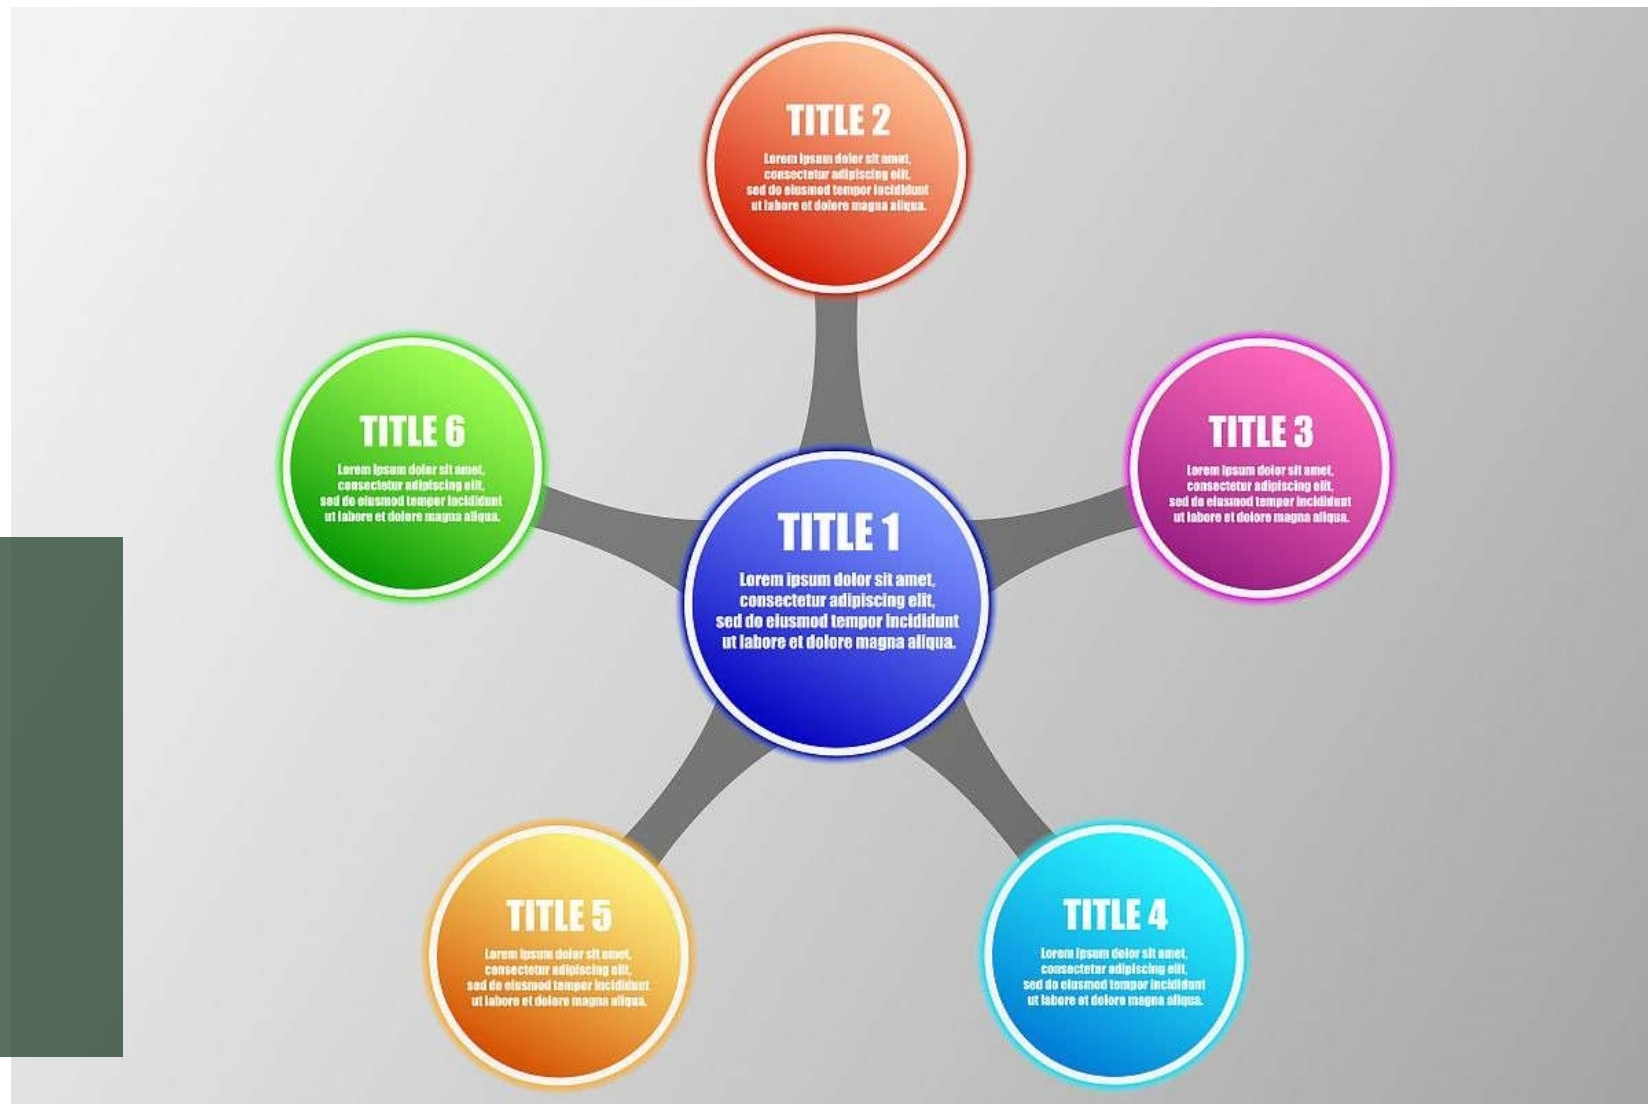 TITLE 2
Lorem ipsum dolor sit amet,
consectetur adipiscing elit,
sed do eiusmod tempor incididunt
ut labore et dolore magna aliqua.
TITLE 6
Lorem ipsum dolor sit amet,
consectetur adipiscing elit,
sed do eiusmod tempor incididunt
ut labore et dolore magna aliqua.
TITLE 3
Lorem ipsum dolor sit amet,
consectetur adipiscing elit,
sed do eiusmod tempor incididunt
ut labore et dolore magna aliqua.
TITLE 1
Lorem ipsum dolor sit amet,
consectetur adipiscing elit,
sed do eiusmod tempor incididunt
ut labore et dolore magna aliqua.
TITLE 5
Lorem ipsum dolor sit amet,
consectetur adipiscing elit,
sed do eiusmod tempor incididunt
ut labore et dolore magna aliqua.
TITLE 4
Lorem ipsum dolor sit amet,
consectetur adipiscing elit,
sed do eiusmod tempor incididunt
ut labore et dolore magna aliqua.